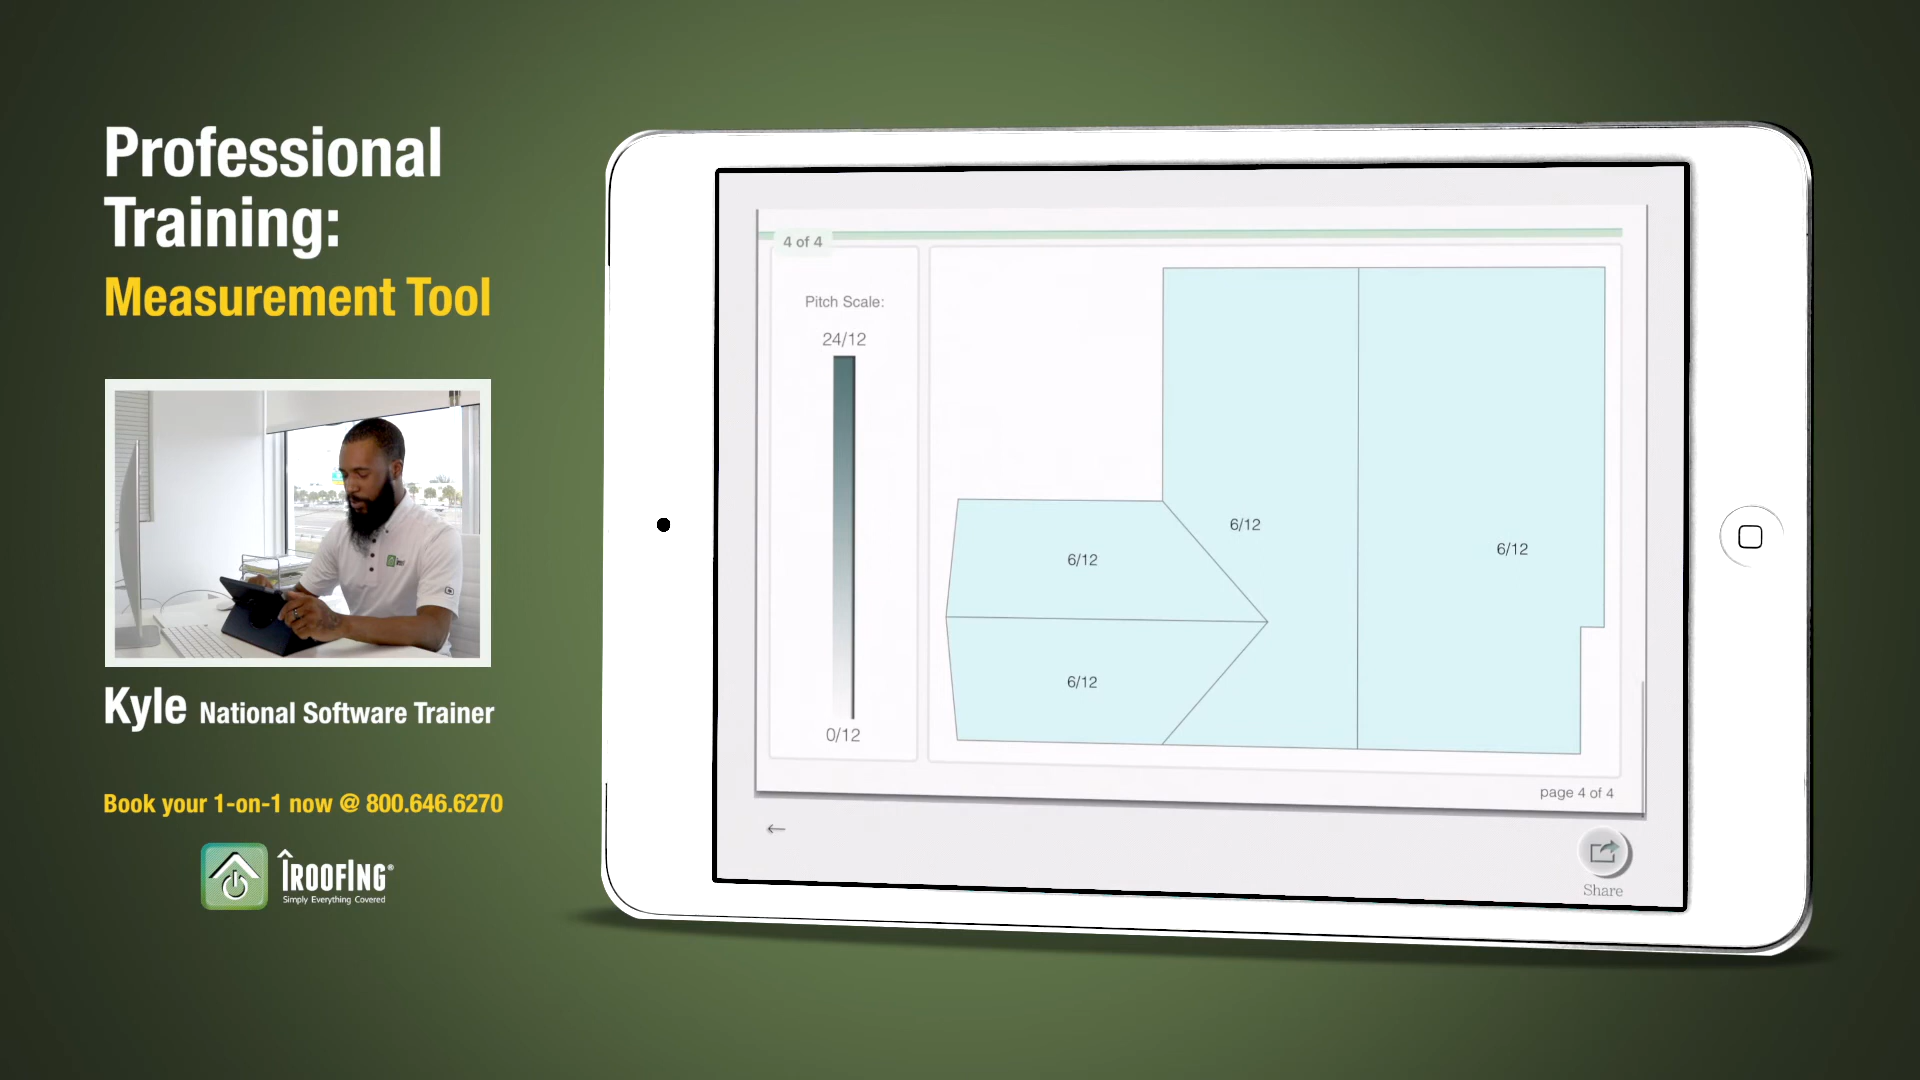 Professional
Training:
Measurement Tool
Kyle National Software Trainer
Book your 1-on-1 now @ 800.646.6270
iROOFING®
Simply Everything Covered
4 of 4
Pitch Scale:
24/12
0/12
6/12
6/12
6/12
6/12
page 4 of 4
Share